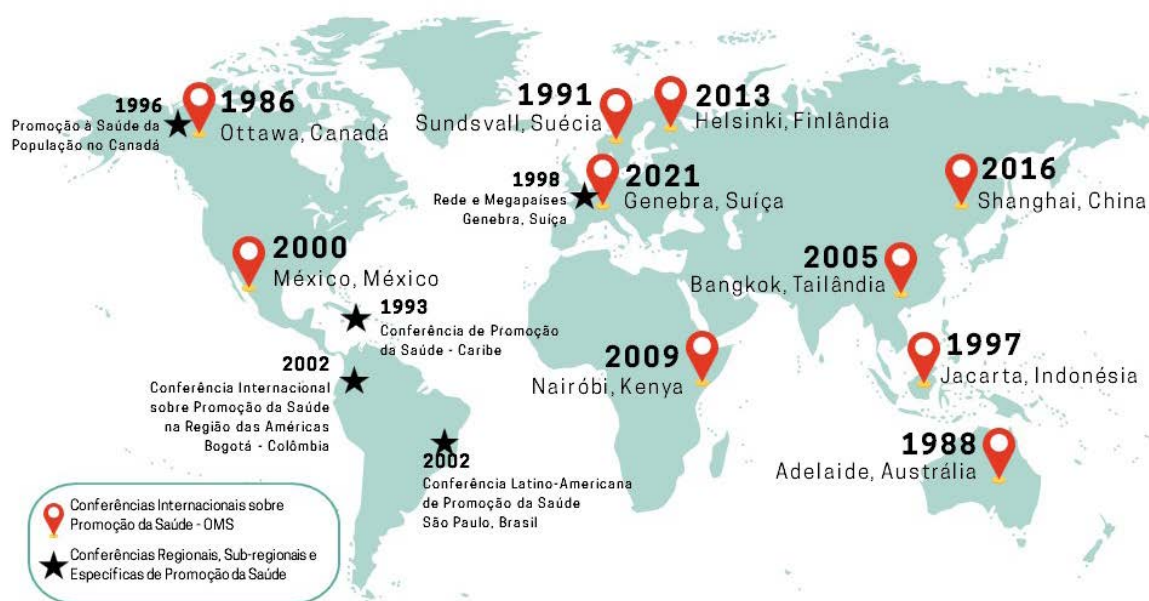 1996
Promoção à Saúde da
População no Canadá
1986
Ottawa, Canadá
1991
Sundsvall, Suécia
2013
Helsinki, Finlândia
1998
Rede e Megapaíses
Genebra, Suíça
2021
Genebra, Suíça
2016
Shanghai, China
2000
México, México
2005
Bangkok, Tailândia
1993
Conferência de Promoção
da Saúde - Caribe
2009
Nairóbi, Kenya
1997
Jacarta, Indonésia
2002
Conferência Internacional
sobre Promoção da Saúde
na Região das Américas
Bogotá - Colômbia
2002
Conferência Latino-Americana
de Promoção da Saúde
São Paulo, Brasil
1988
Adelaide, Austrália
Conferências Internacionais sobre
Promoção da Saúde - OMS
Conferências Regionais, Sub-regionais e
Específicas de Promoção da Saúde